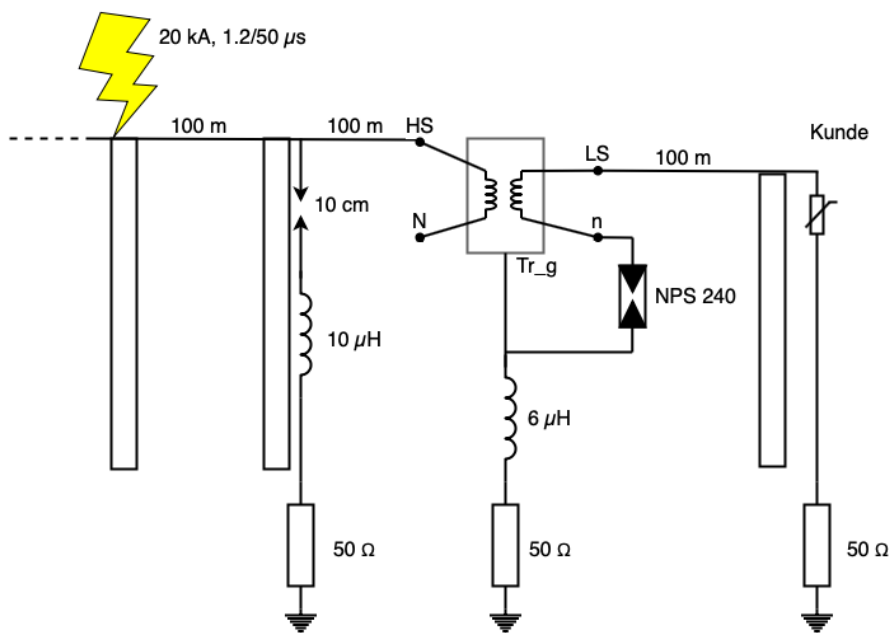 20 kA, 1.2/50 µs
100 m
100 m
HS
LS
100 m
Kunde
10 cm
N
n
Tr_g
NPS 240
10 µH
6 µH
50 Ω
50 Ω
50 Ω